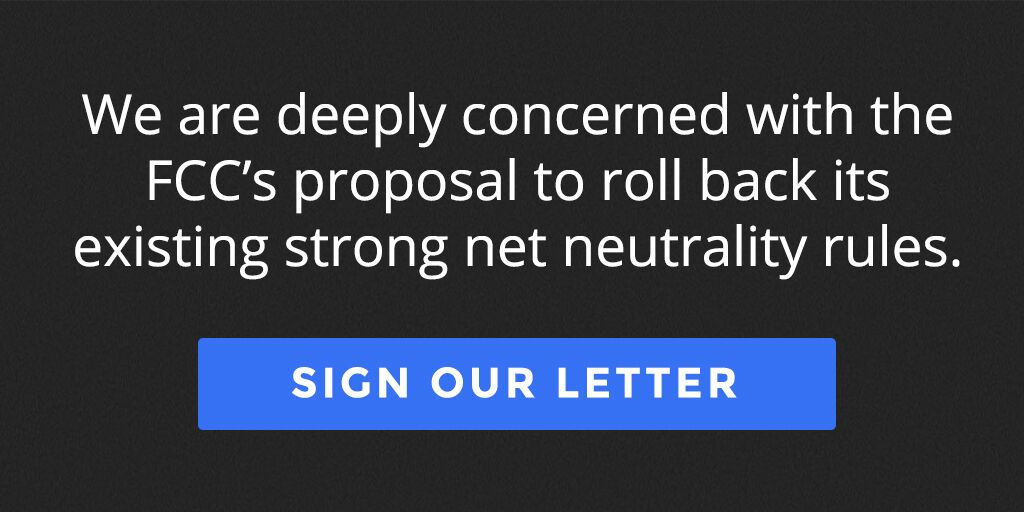 We are deeply concerned with the
FCC’s proposal to roll back its
existing strong net neutrality rules.
SIGN OUR LETTER